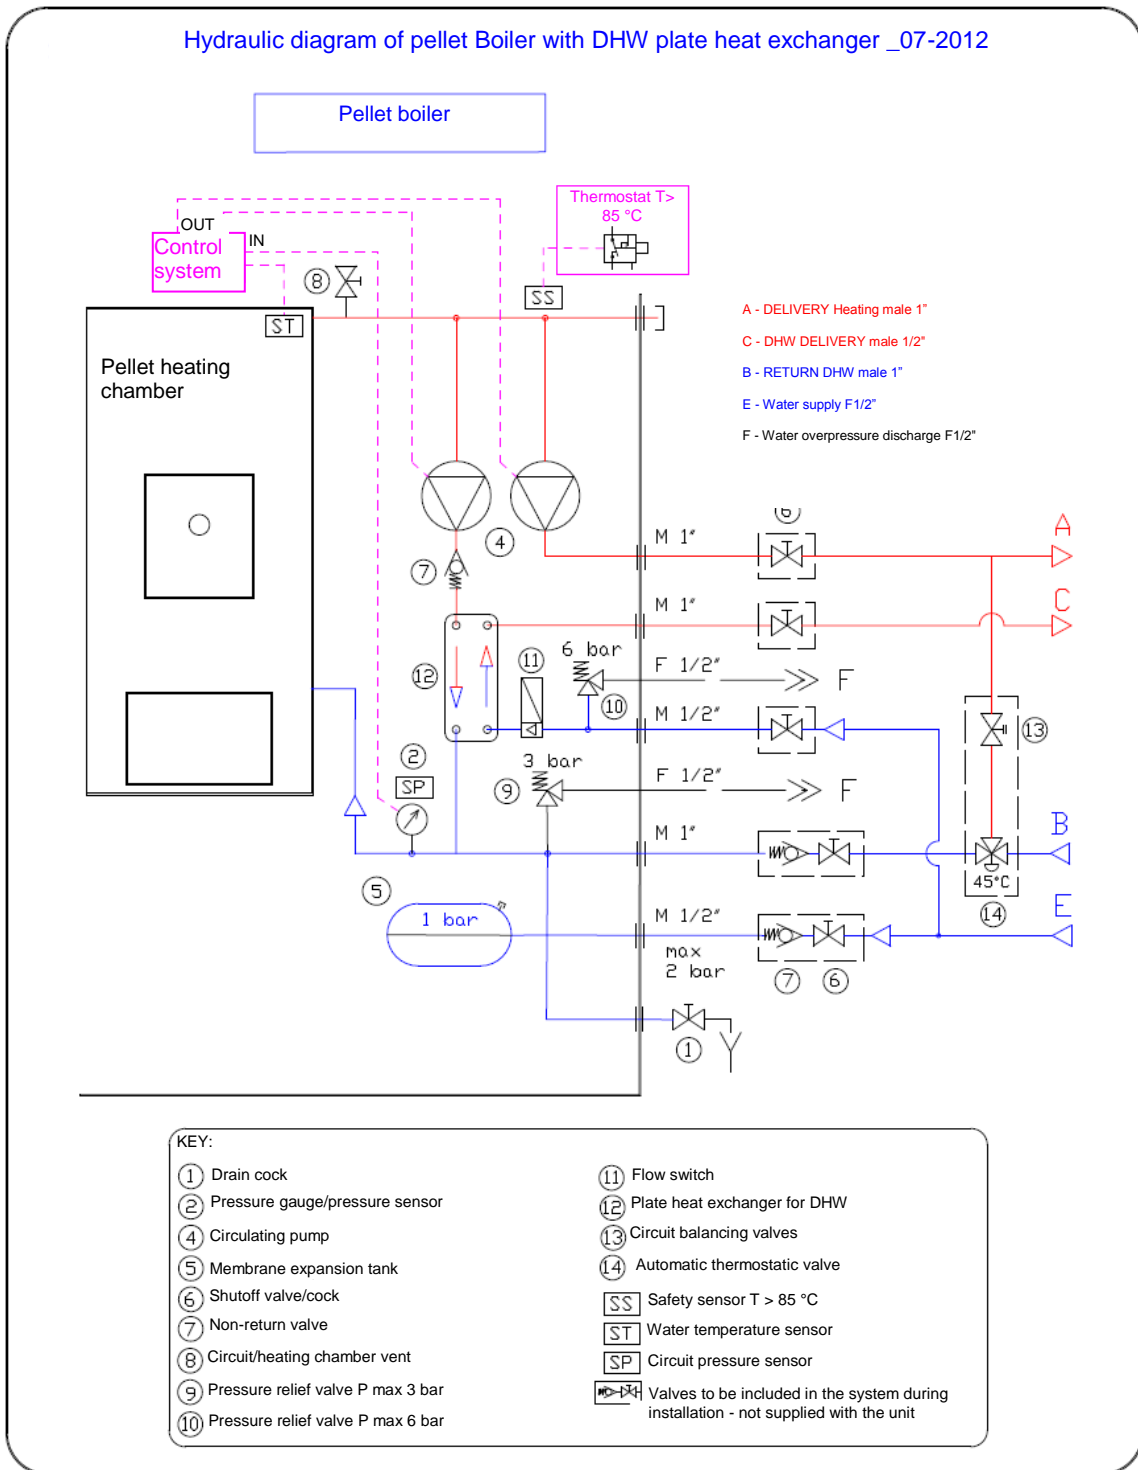 Hydraulic diagram of pellet Boiler with DHW plate heat exchanger _07-2012
Pellet boiler
Thermostat T>
85 °C
OUT
IN
Control
system
8
SS
ST
Pellet heating
chamber
A - DELIVERY Heating male 1"
C - DHW DELIVERY male 1/2"
B - RETURN DHW male 1"
E - Water supply F1/2"
F - Water overpressure discharge F1/2"
4
7
M 1"
6
A
M 1"
C
12
11
6 bar
10
F 1/2"
F
M 1/2"
13
2
SP
3 bar
9
F 1/2"
F
M 1"
B
45°C
14
5
1 bar
M 1/2"
E
max
2 bar
7
6
1
KEY:
1 Drain cock
2 Pressure gauge/pressure sensor
4 Circulating pump
5 Membrane expansion tank
6 Shutoff valve/cock
7 Non-return valve
8 Circuit/heating chamber vent
9 Pressure relief valve P max 3 bar
10 Pressure relief valve P max 6 bar
11 Flow switch
12 Plate heat exchanger for DHW
13 Circuit balancing valves
14 Automatic thermostatic valve
SS Safety sensor T > 85 °C
ST Water temperature sensor
SP Circuit pressure sensor
Valves to be included in the system during
installation - not supplied with the unit